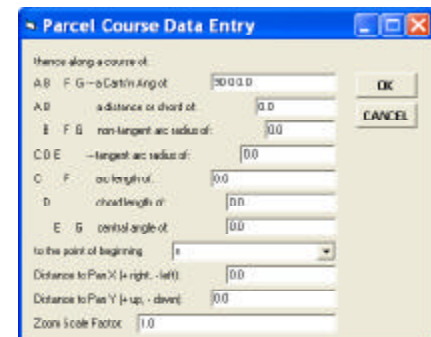 Parcel Course Data Entry
thence along a course of:
A B F G -- a Cart/n Ang of: 90 0 0.0 OK
A B a distance or chord of: 0.0 CANCEL
B F G non-tangent arc radius of: 0.0
C D E -- tangent arc radius of: 0.0
C F arc length of: 0.0
D chord length of: 0.0
E G central angle of: 0.0
to the point of beginning
Distance to Pan X (+ right, - left): 0.0
Distance to Pan Y (+ up, - down): 0.0
Zoom Scale Factor: 1.0